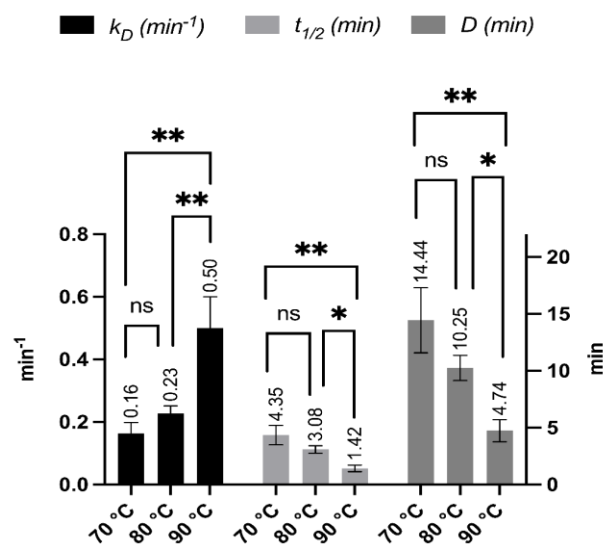 k_D (min⁻¹) t_1/2 (min) D (min)
**
ns *
** 
**
**
ns *
ns
0.8
0.6
0.4
0.2
0.0
min⁻¹
0.16 0.23 0.50
4.35 3.08 1.42
14.44 10.25 4.74
20
15
10
5
0
min
70 °C 80 °C 90 °C 70 °C 80 °C 90 °C 70 °C 80 °C 90 °C